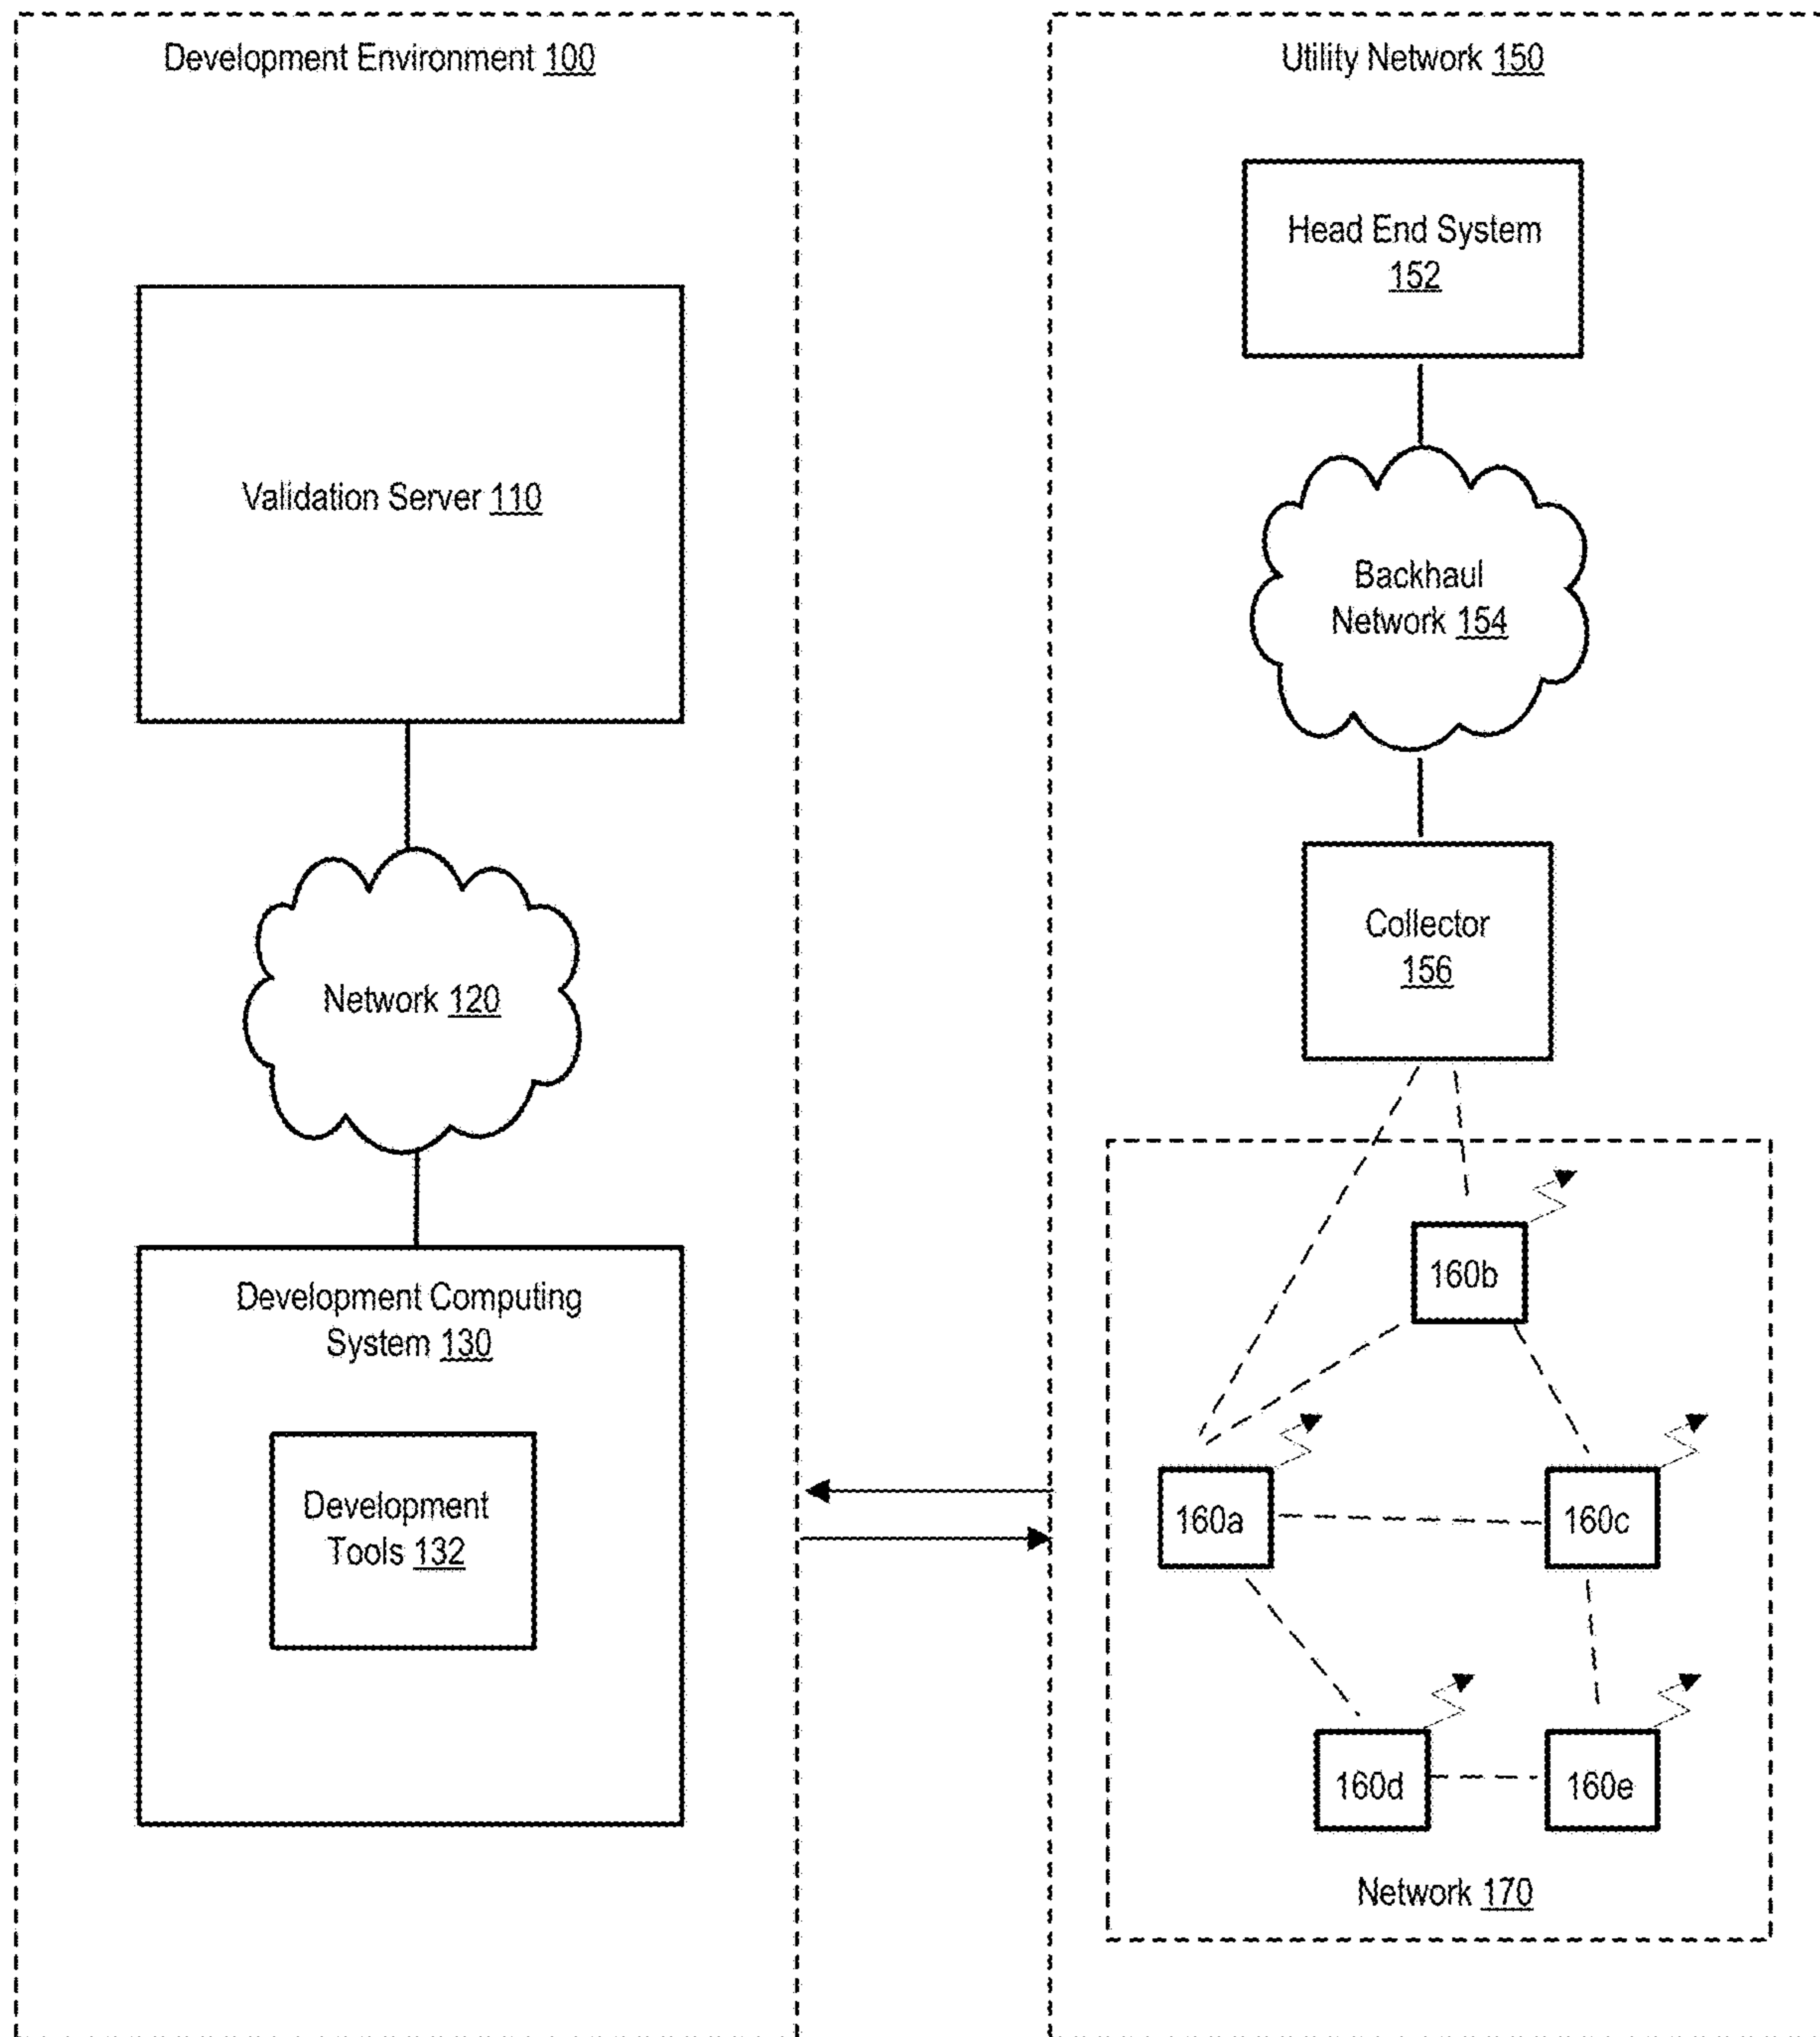 Development Environment 100
Validation Server 110
Network 120
Development Computing
System 130
Development
Tools 132
Utility Network 150
Head End System
152
Backhaul
Network 154
Collector
156
160b
160a
160c
160d
160e
Network 170